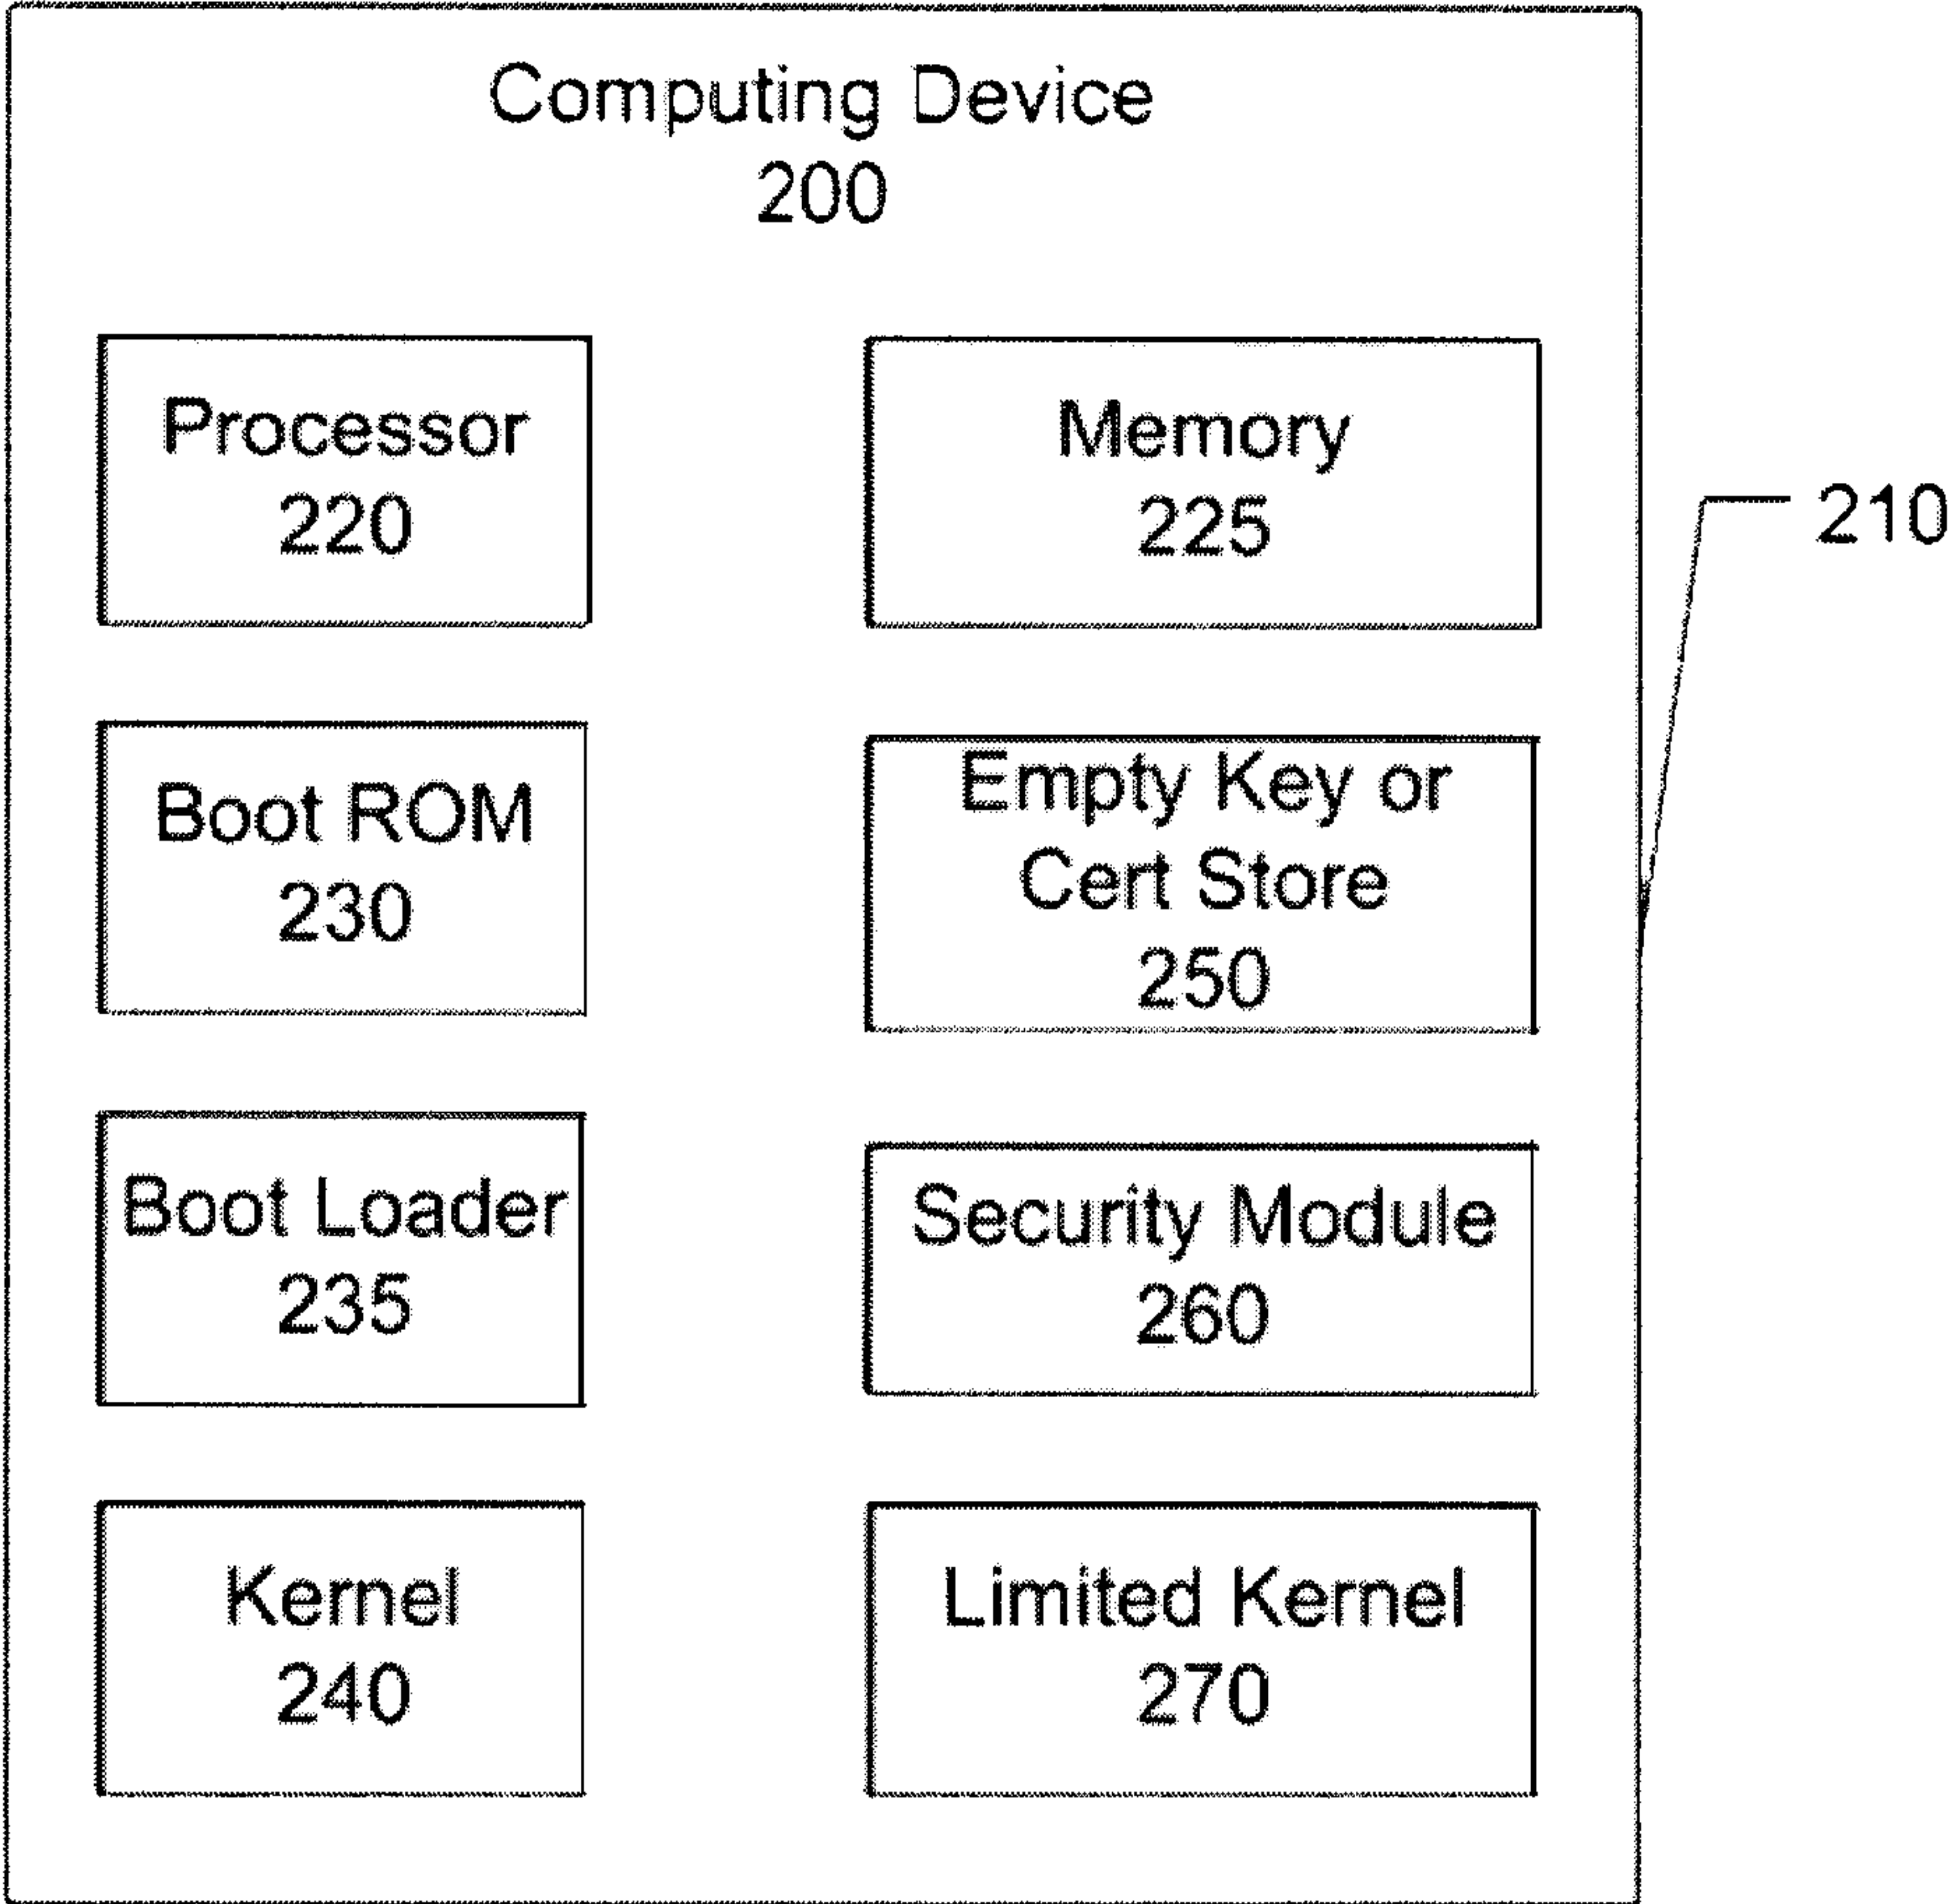 Computing Device
200
Processor
220
Memory
225
210
Boot ROM
230
Empty Key or
Cert Store
250
Boot Loader
235
Security Module
260
Kernel
240
Limited Kernel
270